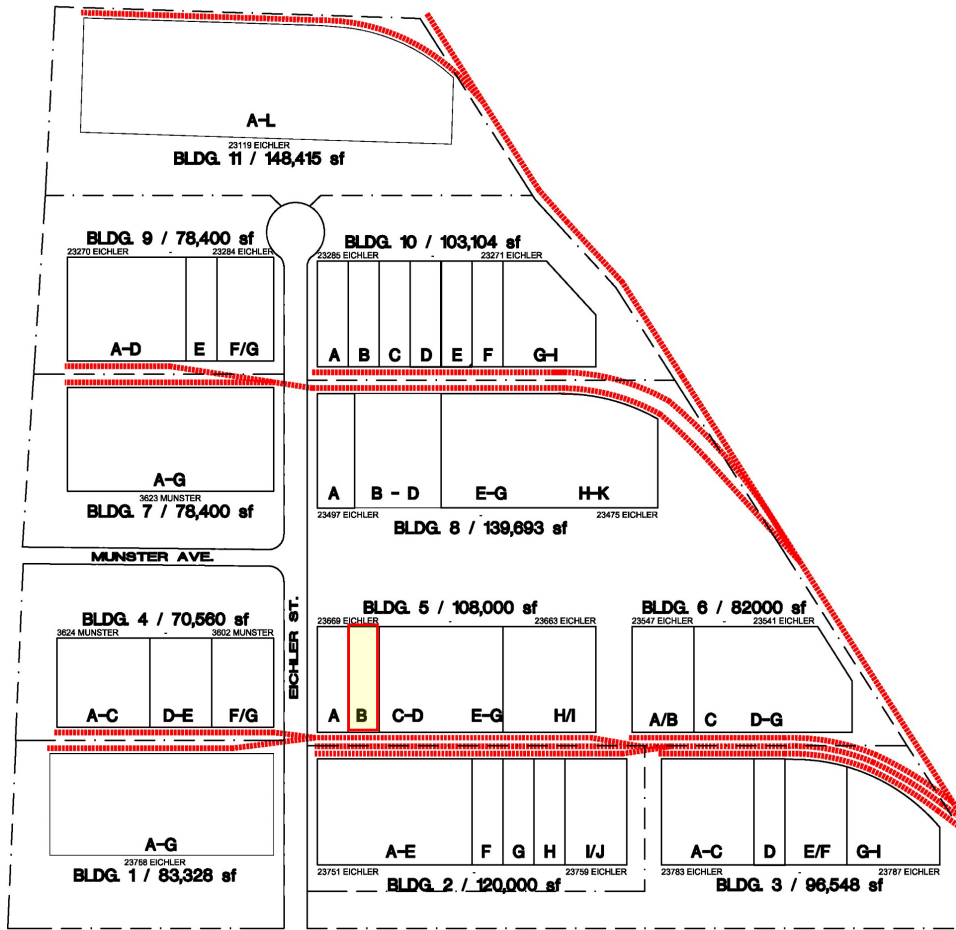 A-L
23119 EICHLER
BLDG. 11 / 148,415 sf
BLDG. 9 / 78,400 sf
23270 EICHLER - 23284 EICHLER
A-D E F/G
BLDG. 10 / 103,104 sf
23285 EICHLER - 23271 EICHLER
A B C D E F G-I
A-G
3623 MUNSTER
BLDG. 7 / 78,400 sf
A B - D E-G H-K
23497 EICHLER - 23475 EICHLER
BLDG. 8 / 139,693 sf
MUNSTER AVE.
EICHLER ST.
BLDG. 4 / 70,560 sf
3624 MUNSTER - 3602 MUNSTER
A-C D-E F/G
BLDG. 5 / 108,000 sf
23669 EICHLER - 23663 EICHLER
A B C-D E-G H/I
BLDG. 6 / 82000 sf
23547 EICHLER - 23541 EICHLER
A/B C D-G
A-G
23768 EICHLER
BLDG. 1 / 83,328 sf
A-E F G H I/J
23751 EICHLER - 23759 EICHLER
BLDG. 2 / 120,000 sf
A-C D E/F G-I
23783 EICHLER - 23787 EICHLER
BLDG. 3 / 96,548 sf